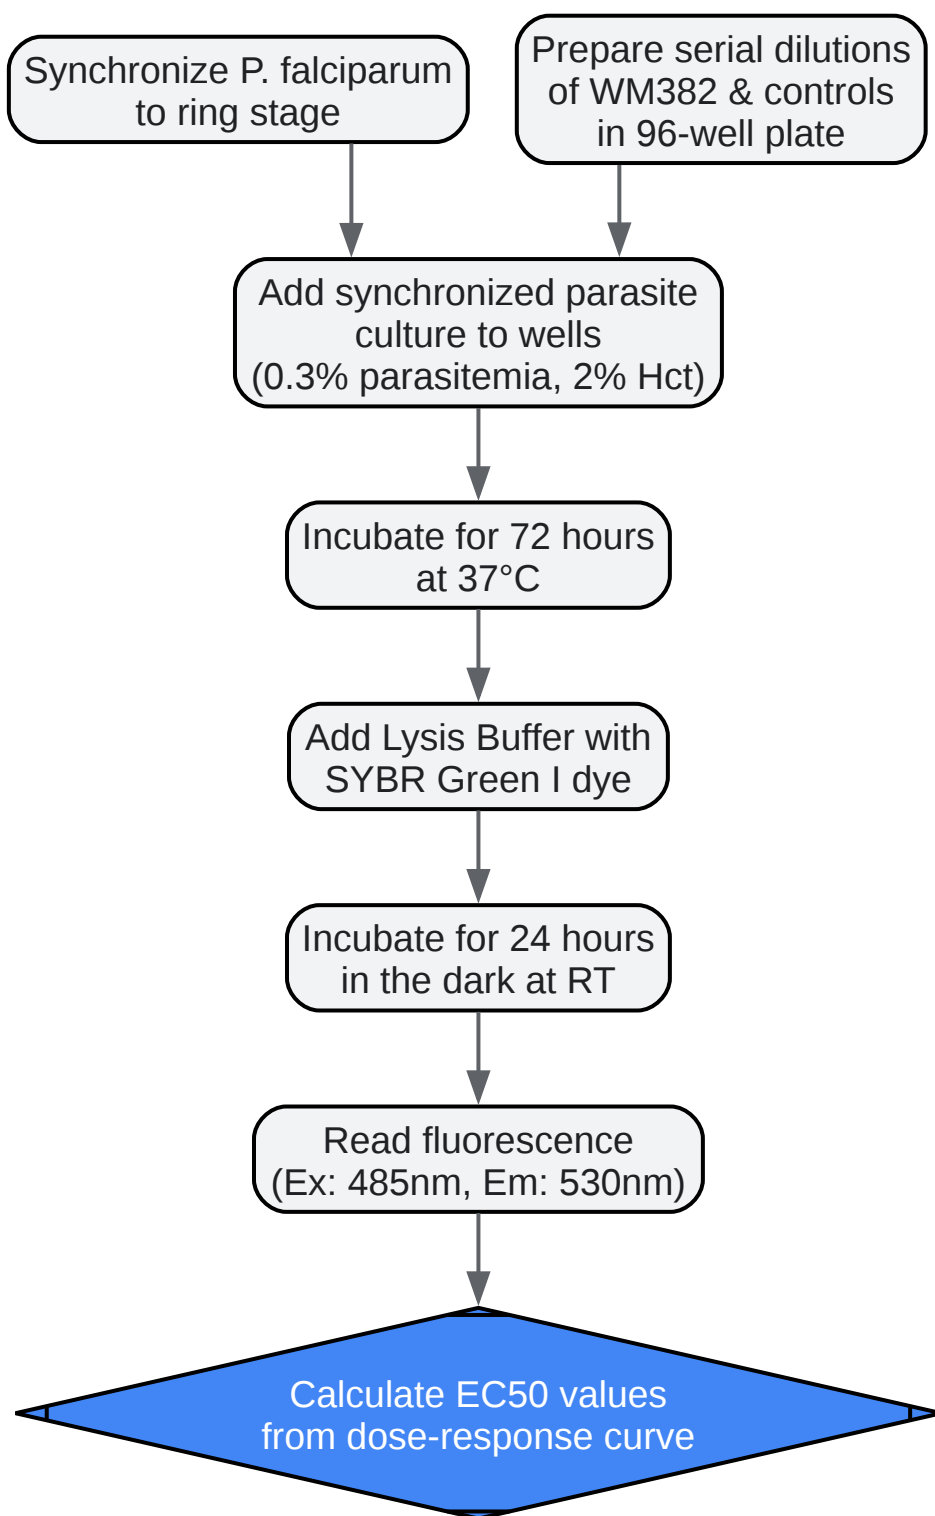 Synchronize P. falciparum
to ring stage
Prepare serial dilutions
of WM382 & controls
in 96-well plate
Add synchronized parasite
culture to wells
(0.3% parasitemia, 2% Hct)
Incubate for 72 hours
at 37°C
Add Lysis Buffer with
SYBR Green I dye
Incubate for 24 hours
in the dark at RT
Read fluorescence
(Ex: 485nm, Em: 530nm)
Calculate EC50 values
from dose-response curve